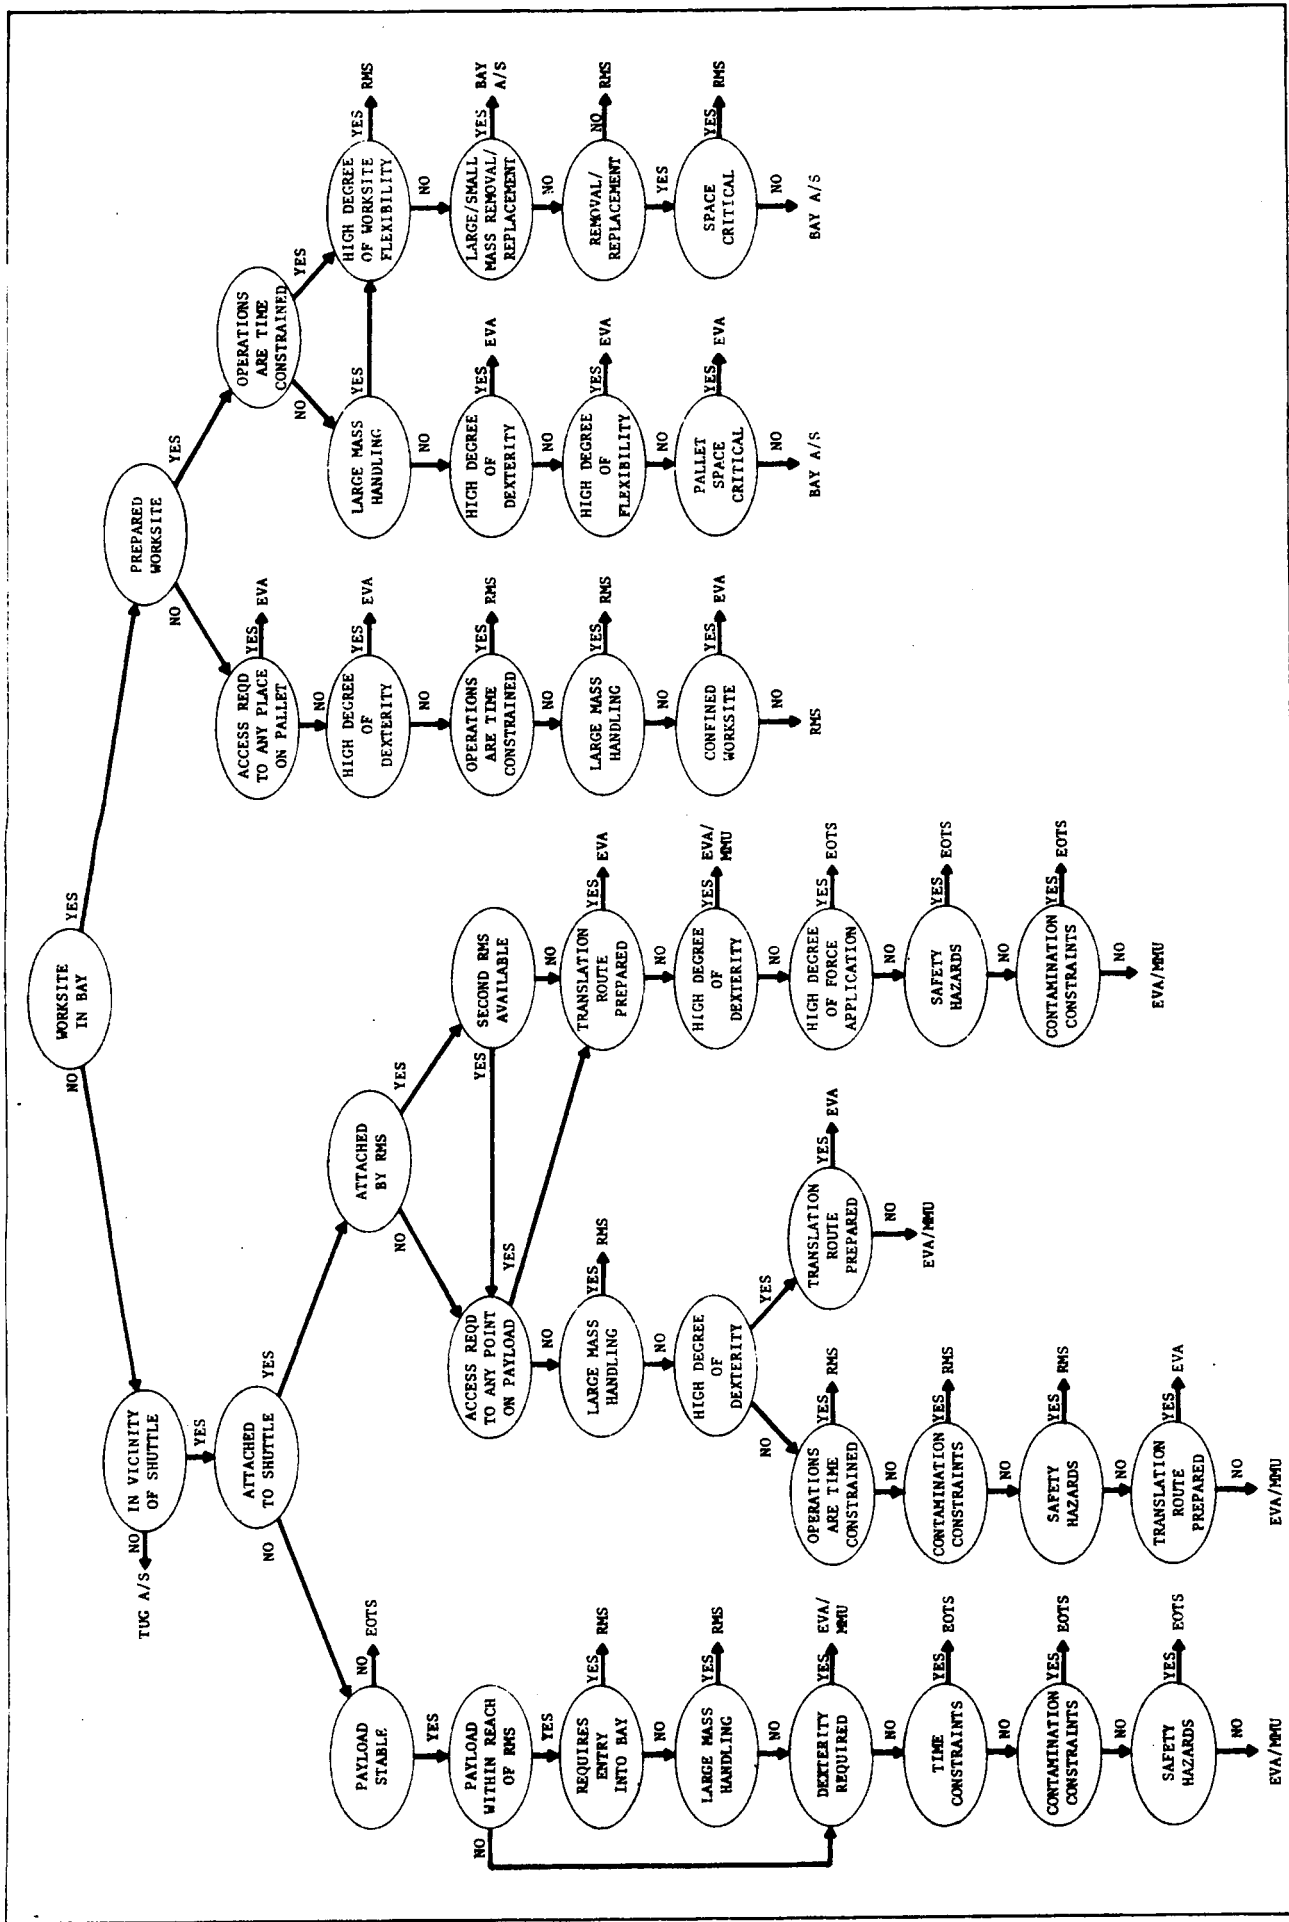 WORKSITE
IN BAY
NO
YES
IN VICINITY
OF SHUTTLE
NO
TUG A/S
YES
ATTACHED
TO SHUTTLE
NO
YES
PAYLOAD
STABLE
NO
EOTS
YES
PAYLOAD
WITHIN REACH
OF RMS
NO
YES
REQUIRES
ENTRY
INTO BAY
YES
RMS
NO
LARGE MASS
HANDLING
YES
RMS
NO
DEXTERITY
REQUIRED
YES
EVA/
MMU
NO
TIME
CONSTRAINTS
YES
EOTS
NO
CONTAMINATION
CONSTRAINTS
YES
EOTS
NO
SAFETY
HAZARDS
YES
EOTS
NO
EVA/MMU
ATTACHED
BY RMS
NO
YES
ACCESS REQD
TO ANY POINT
ON PAYLOAD
YES
NO
LARGE MASS
HANDLING
YES
RMS
NO
HIGH DEGREE
OF
DEXTERITY
NO
YES
OPERATIONS
ARE TIME
CONSTRAINED
YES
RMS
NO
CONTAMINATION
CONSTRAINTS
YES
RMS
NO
SAFETY
HAZARDS
YES
RMS
NO
TRANSLATION
ROUTE
PREPARED
YES
EVA
NO
EVA/MMU
TRANSLATION
ROUTE
PREPARED
YES
EVA
NO
EVA/MMU
SECOND RMS
AVAILABLE
YES
NO
TRANSLATION
ROUTE
PREPARED
YES
EVA
NO
HIGH DEGREE
OF
DEXTERITY
YES
EVA/
MMU
NO
HIGH DEGREE
OF FORCE
APPLICATION
YES
EOTS
NO
SAFETY
HAZARDS
YES
EOTS
NO
CONTAMINATION
CONSTRAINTS
YES
EOTS
NO
EVA/MMU
PREPARED
WORKSITE
NO
YES
ACCESS REQD
TO ANY PLACE
ON PALLET
YES
EVA
NO
HIGH DEGREE
OF
DEXTERITY
YES
EVA
NO
OPERATIONS
ARE TIME
CONSTRAINED
YES
RMS
NO
LARGE MASS
HANDLING
YES
RMS
NO
CONFINED
WORKSITE
YES
EVA
NO
RMS
OPERATIONS
ARE TIME
CONSTRAINED
NO
YES
LARGE MASS
HANDLING
YES
NO
HIGH DEGREE
OF
DEXTERITY
YES
EVA
NO
HIGH DEGREE
OF
FLEXIBILITY
YES
EVA
NO
PALLET
SPACE
CRITICAL
YES
EVA
NO
BAY A/S
HIGH DEGREE
OF WORKSITE
FLEXIBILITY
YES
RMS
NO
LARGE/SMALL
MASS REMOVAL/
REPLACEMENT
YES
BAY
A/S
NO
REMOVAL/
REPLACEMENT
NO
RMS
YES
SPACE
CRITICAL
YES
RMS
NO
BAY A/S